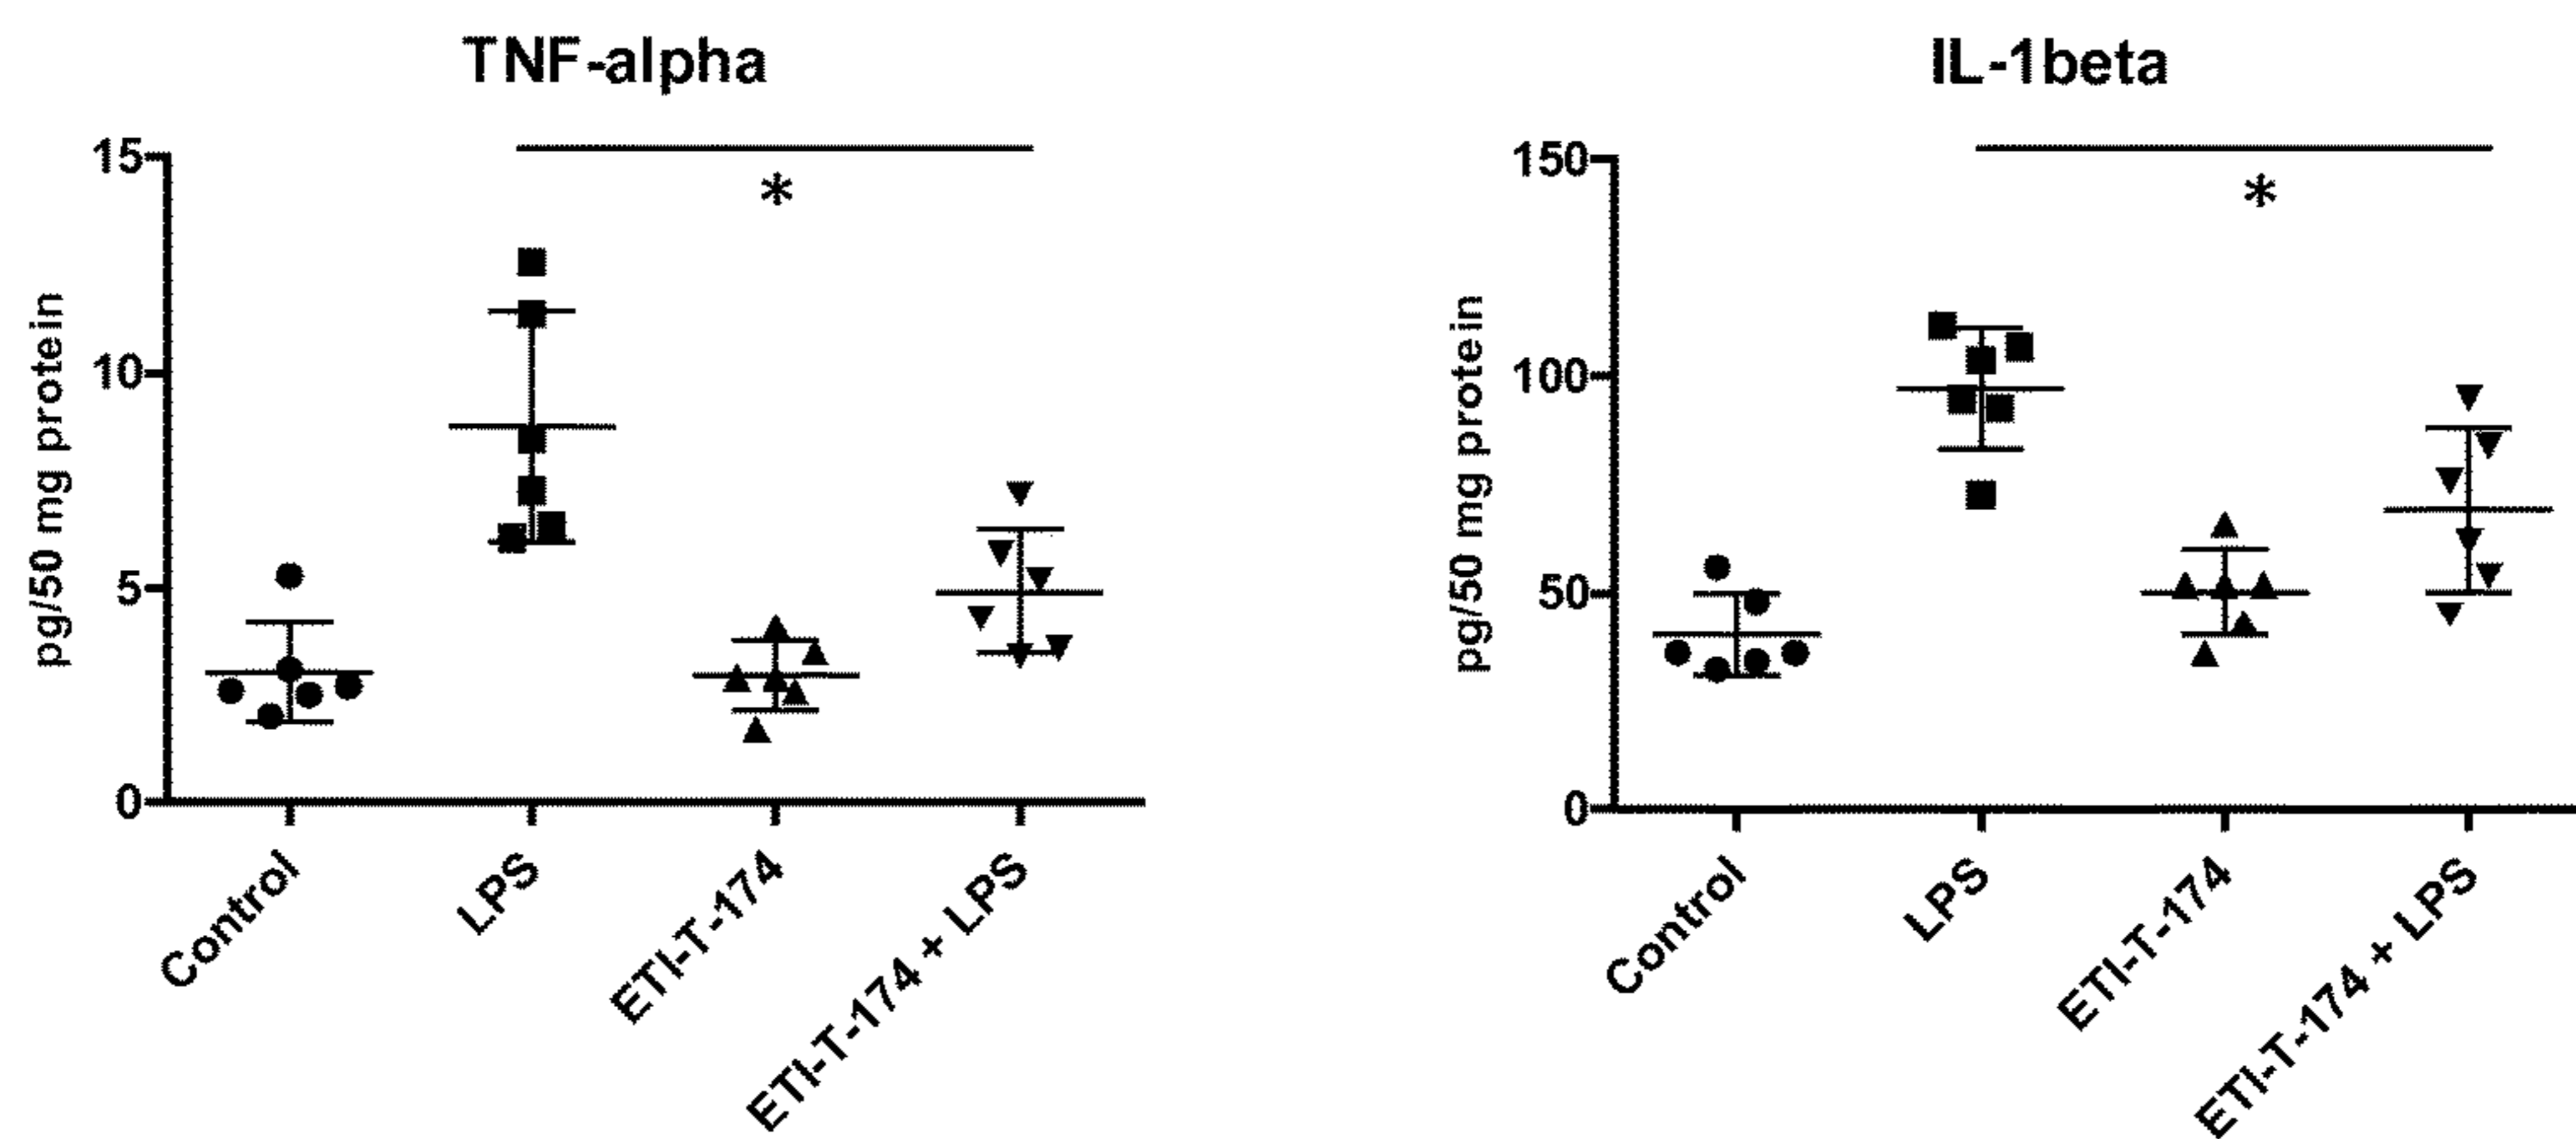 TNF-alpha
pg/50 mg protein
15
10
5
0
*
Control
LPS
ETI-T-174
ETI-T-174 + LPS
IL-1beta
pg/50 mg protein
150
100
50
0
*
Control
LPS
ETI-T-174
ETI-T-174 + LPS